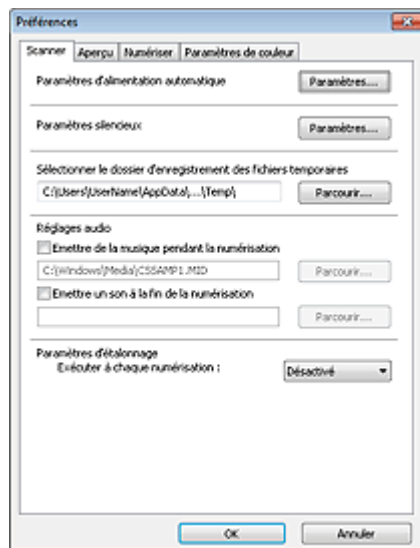 Préférences
Scanner Aperçu Numériser Paramètres de couleur
Paramètres d'alimentation automatique Paramètres....
Paramètres silencieux Paramètres....
Sélectionner le dossier d'enregistrement des fichiers temporaires
C:\Users\UserName\AppData\...\Temp\ Parcourir....
Réglages audio
Emettre de la musique pendant la numérisation
C:\Windows\Media\CSSAMP1.MID Parcourir....
Emettre un son à la fin de la numérisation
Parcourir....
Paramètres d'étalonnage
Exécuter à chaque numérisation : Désactivé
OK Annuler